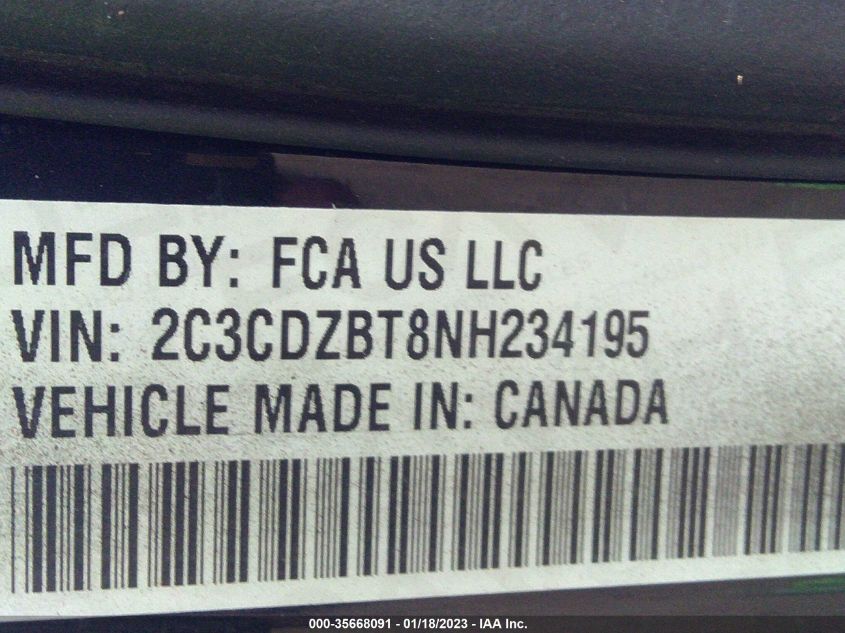 MFD BY: FCA US LLC
VIN: 2C3CDZBT8NH234195
VEHICLE MADE IN: CANADA
000-35668091 - 01/18/2023 - IAA Inc.